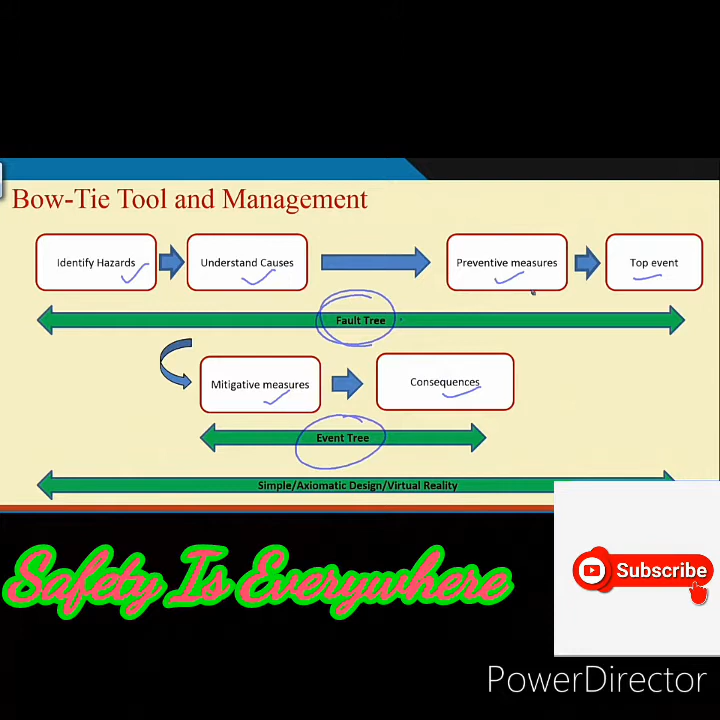 Bow-Tie Tool and Management
Identify Hazards
Understand Causes
Preventive measures
Top event
Fault Tree
Mitigative measures
Consequences
Event Tree
Simple/Axiomatic Design/Virtual Reality
Safety Is Everywhere
Subscribe
PowerDirector